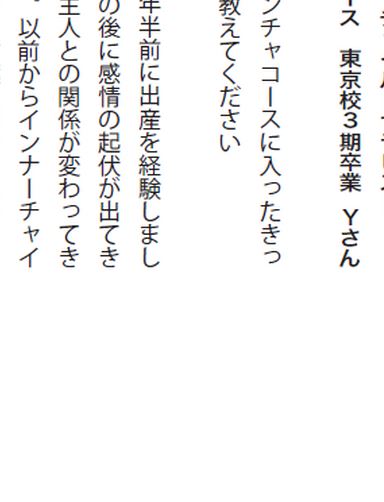 ース　東京校３期卒業　Ｙさん
ンチャコースに入ったきっ
教えてください
年半前に出産を経験しまし
の後に感情の起伏が出てき
主人との関係が変わってき
。以前からインナーチャイ